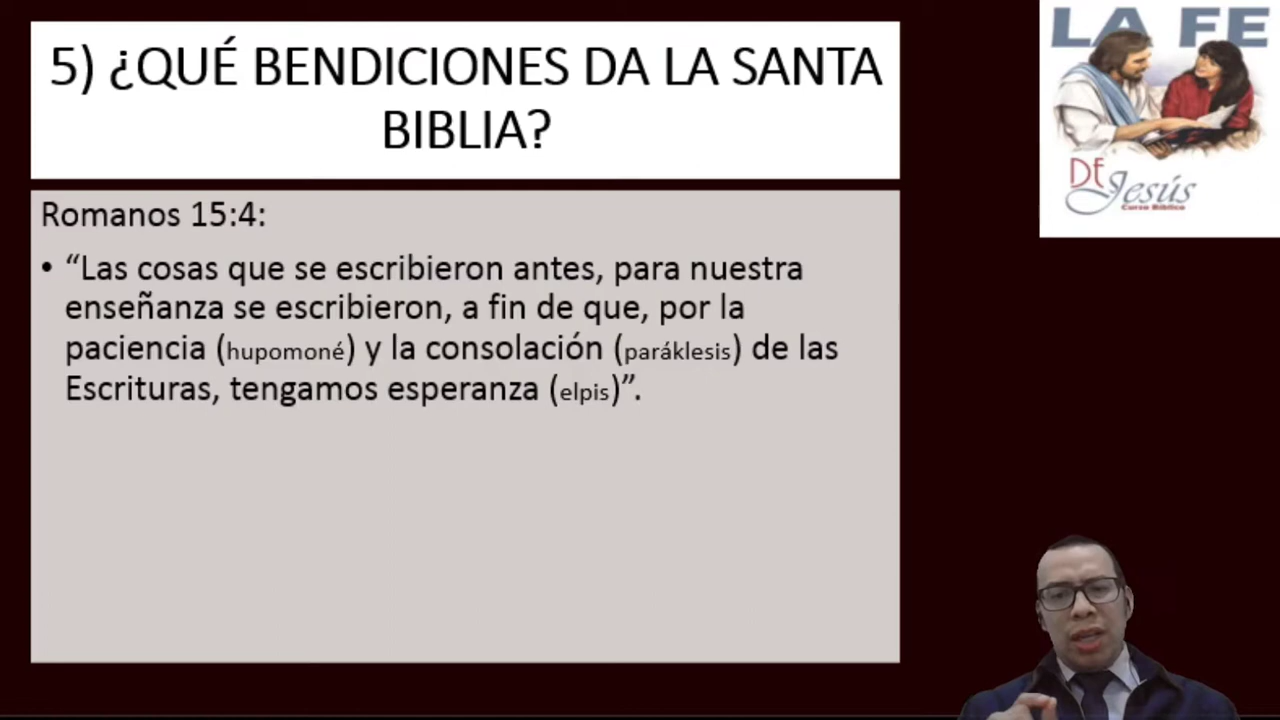 5) ¿QUÉ BENDICIONES DA LA SANTA
BIBLIA?
LA FE
DE
Jesús
Curso Bíblico
Romanos 15:4:
• “Las cosas que se escribieron antes, para nuestra
enseñanza se escribieron, a fin de que, por la
paciencia (hupomoné) y la consolación (paráklesis) de las
Escrituras, tengamos esperanza (elpis)”.